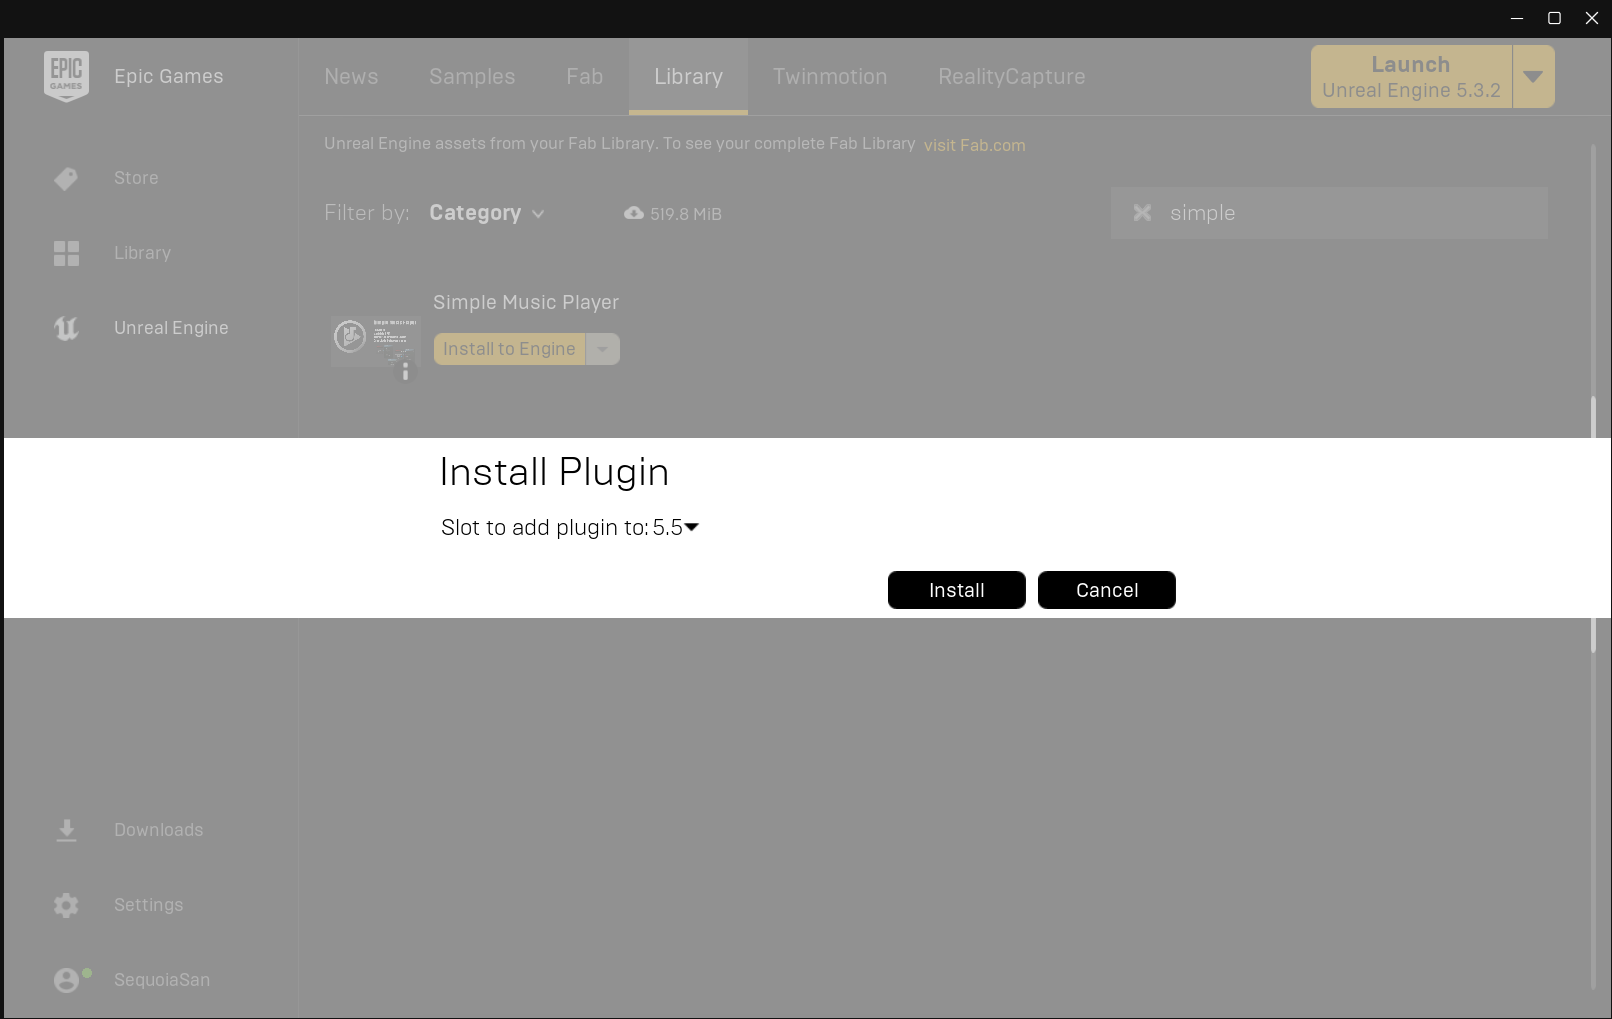 EPIC
GAMES
Epic Games
News
Samples
Fab
Library
Twinmotion
RealityCapture
Launch
Unreal Engine 5.3.2
Unreal Engine assets from your Fab Library. To see your complete Fab Library visit Fab.com
Store
Library
Unreal Engine
Filter by:
Category
519.8 MiB
simple
Simple Music Player
Install to Engine
Install Plugin
Slot to add plugin to: 5.5
Install
Cancel
Downloads
Settings
SequoiaSan